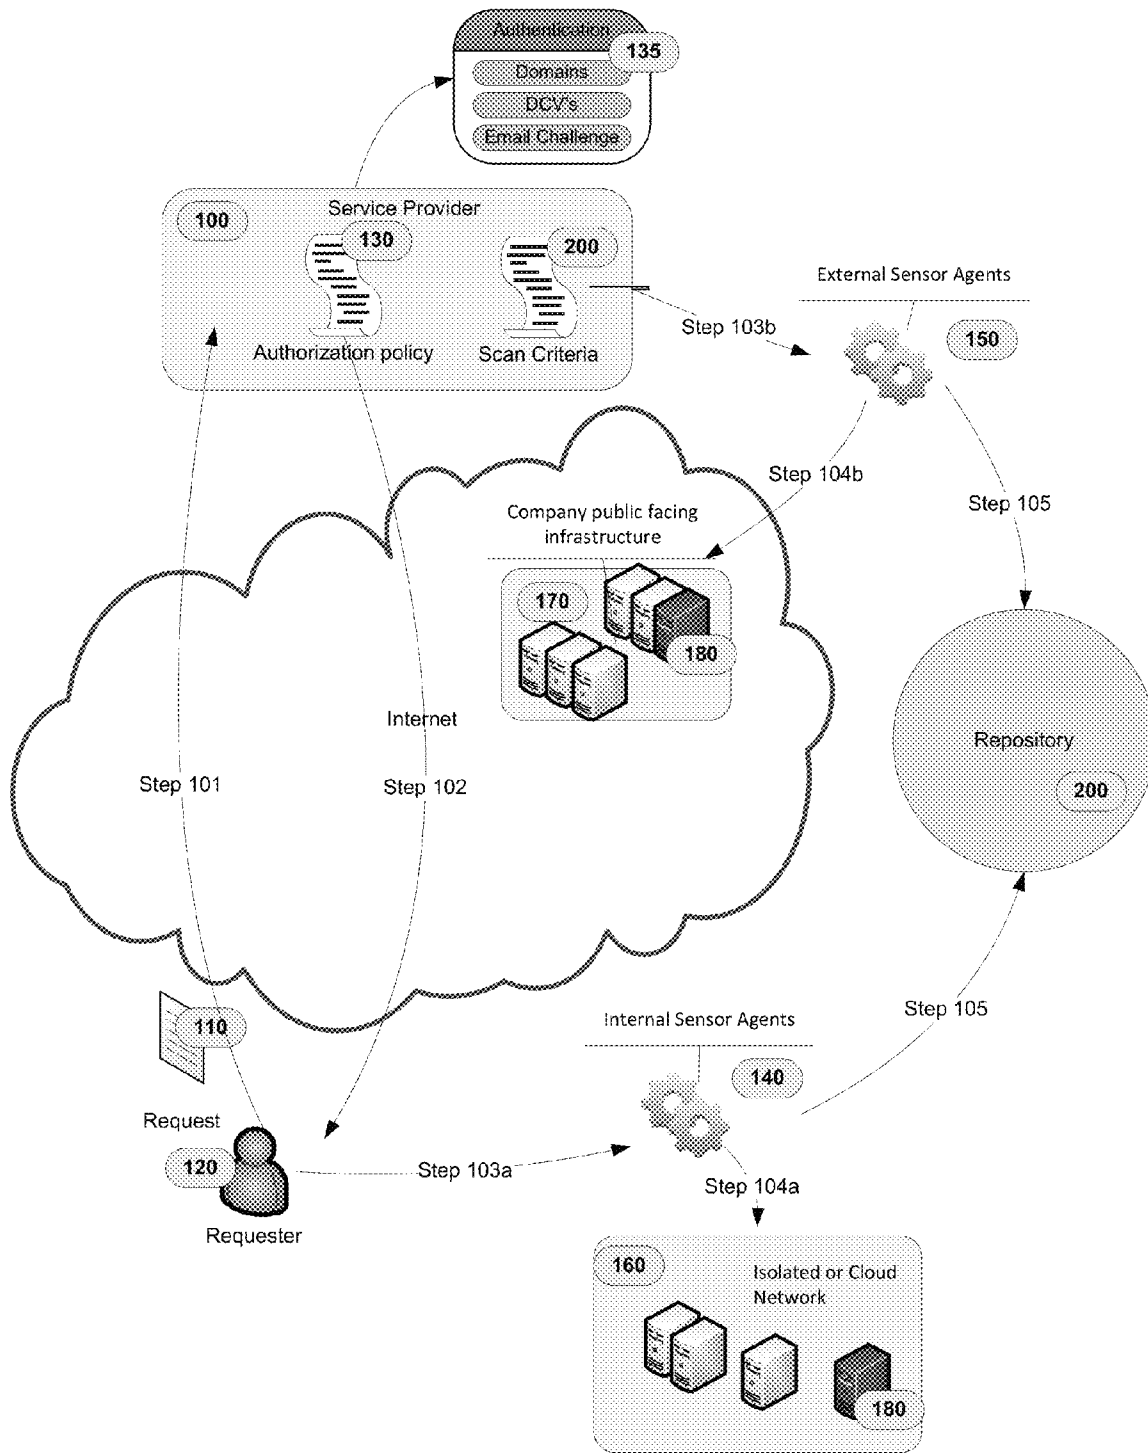 Authentication
135
Domains
DCV's
Email Challenge
100
Service Provider
130
200
Authorization policy
Scan Criteria
External Sensor Agents
Step 103b
150
Step 104b
Step 105
Company public facing
infrastructure
170
180
Internet
Repository
200
Step 101
Step 102
110
Request
120
Requester
Internal Sensor Agents
140
Step 105
Step 103a
Step 104a
160
Isolated or Cloud
Network
180